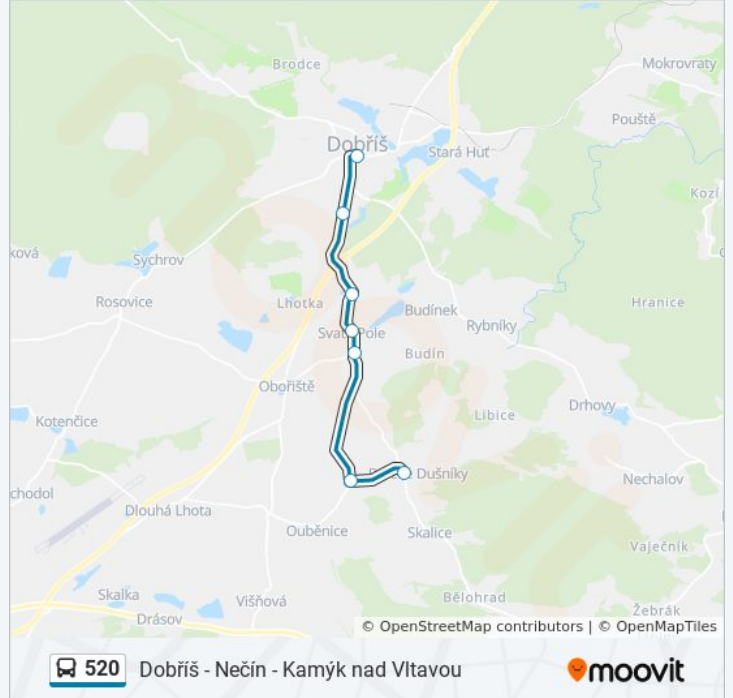 Brodce
Mokrovraty
Pouště
Dobříš
Stará Huť
Kozí
ková
Sychrov
Rosovice
Lhotka
Budínek
Hranice
Rybníky
Svaté Pole
Budín
Obořiště
Drhovy
Libice
Kotenčice
Dušníky
Nechalov
chodol
Dlouhá Lhota
Ouběnice
Skalice
Vaječník
Skalka
Višňová
Bělohrad
Žebrák
Drásov
© OpenStreetMap contributors | © OpenMapTiles
520 Dobříš - Nečín - Kamýk nad Vltavou
moovit